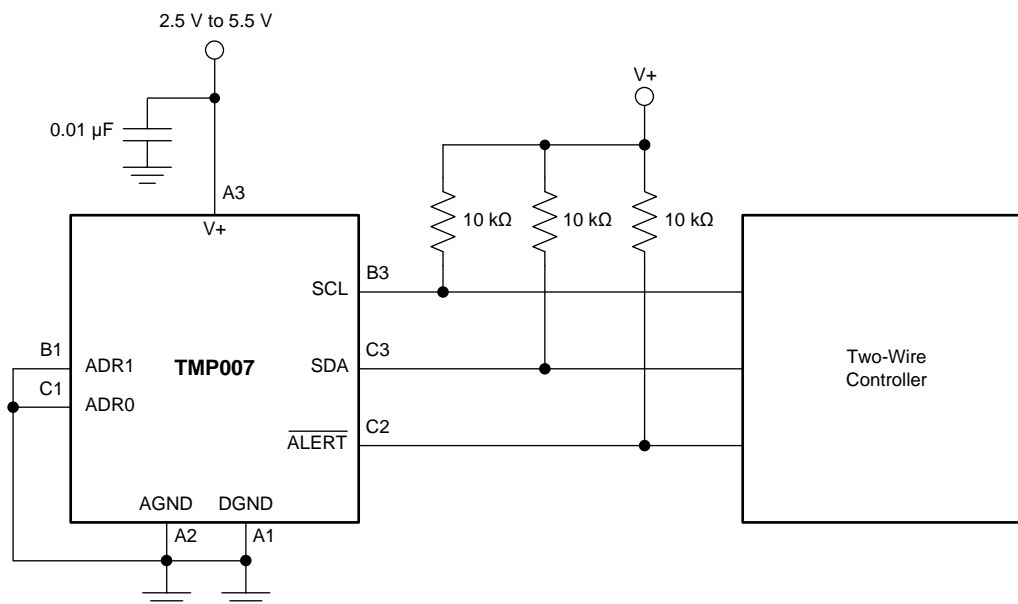 2.5 V to 5.5 V
V+
0.01 µF
A3
V+
10 kΩ
10 kΩ
10 kΩ
B3
SCL
B1
ADR1
C1
ADR0
TMP007
C3
SDA
Two-Wire
Controller
C2
ALERT
AGND
DGND
A2
A1